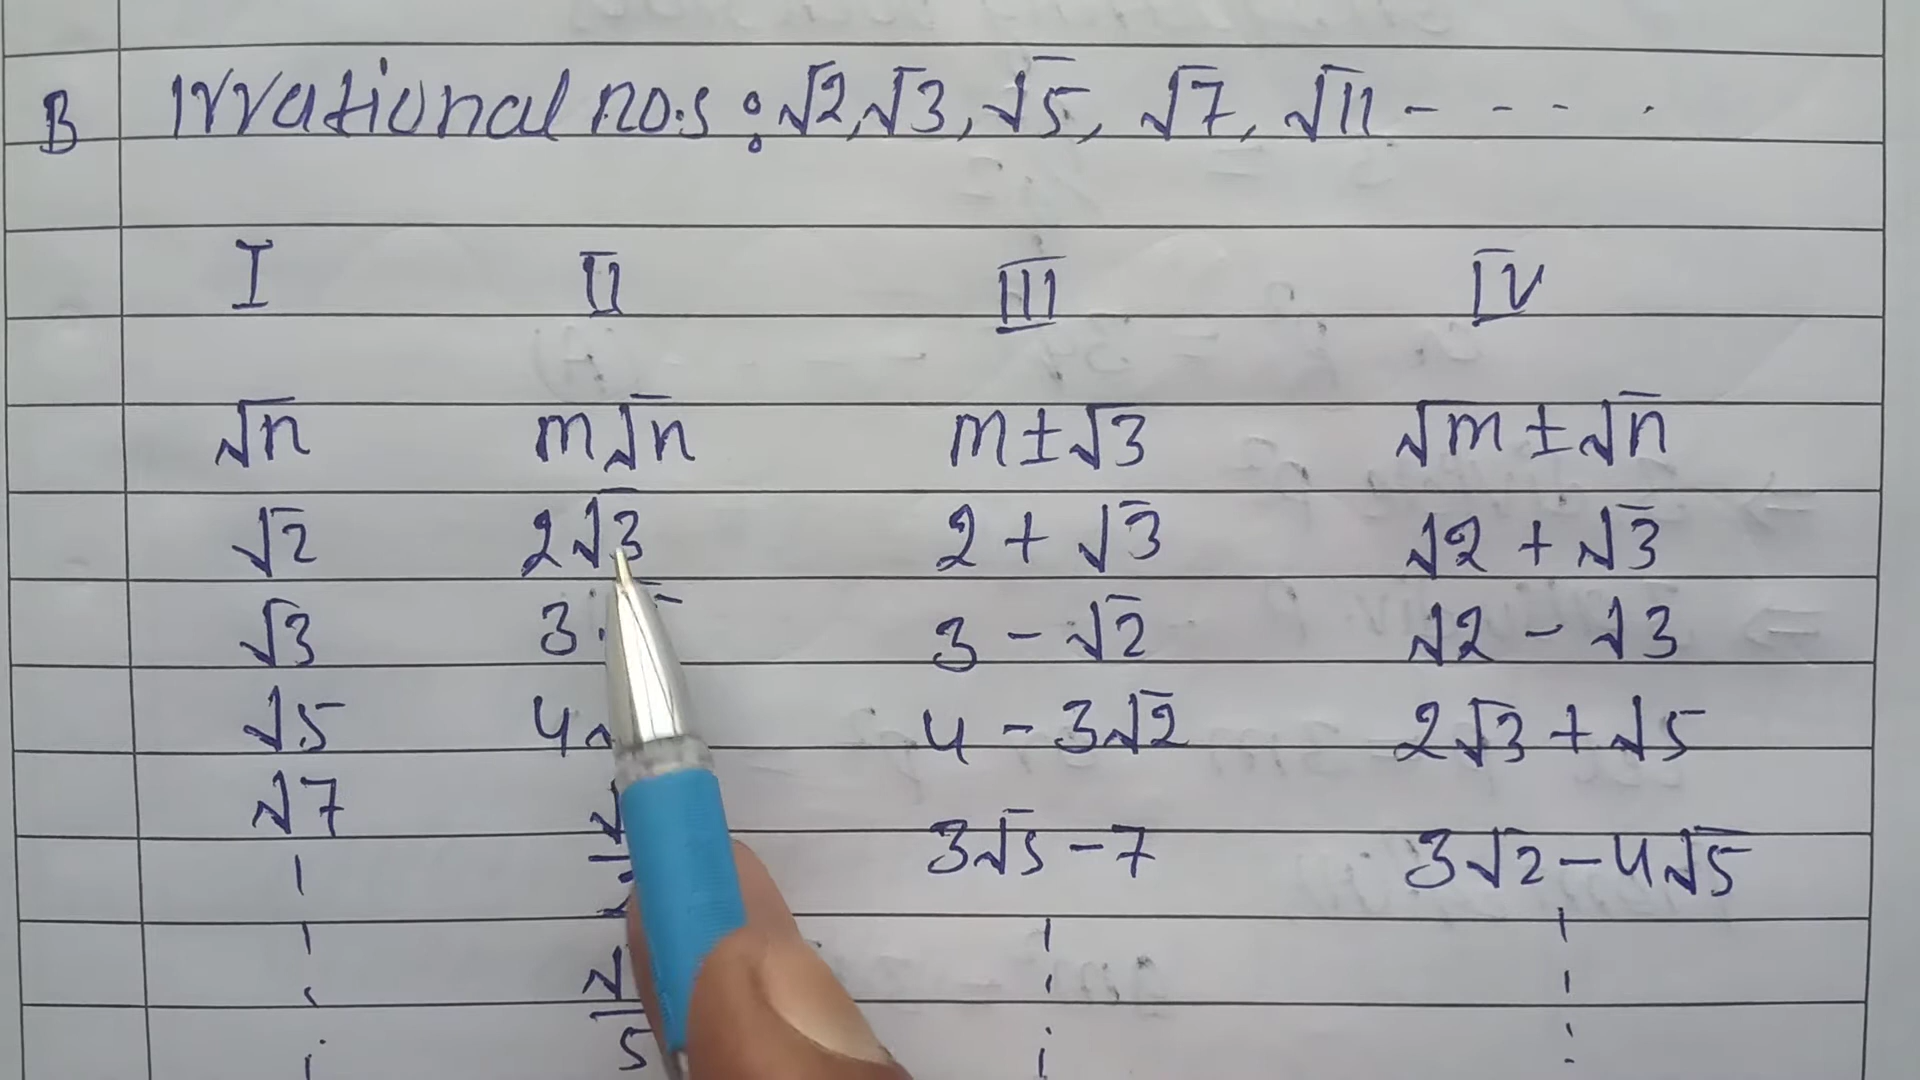 B Irrational no.s : √2, √3, √5, √7, √11 - - - - .
I II III IV
√n m√n m±√3 √m ± √n
√2 2√3 2 + √3 √2 + √3
√3 3 3 - √2 √2 - √3
√5 4 4 - 3√2 2√3 + √5
√7 3√5 - 7 3√2 - 4√5
5